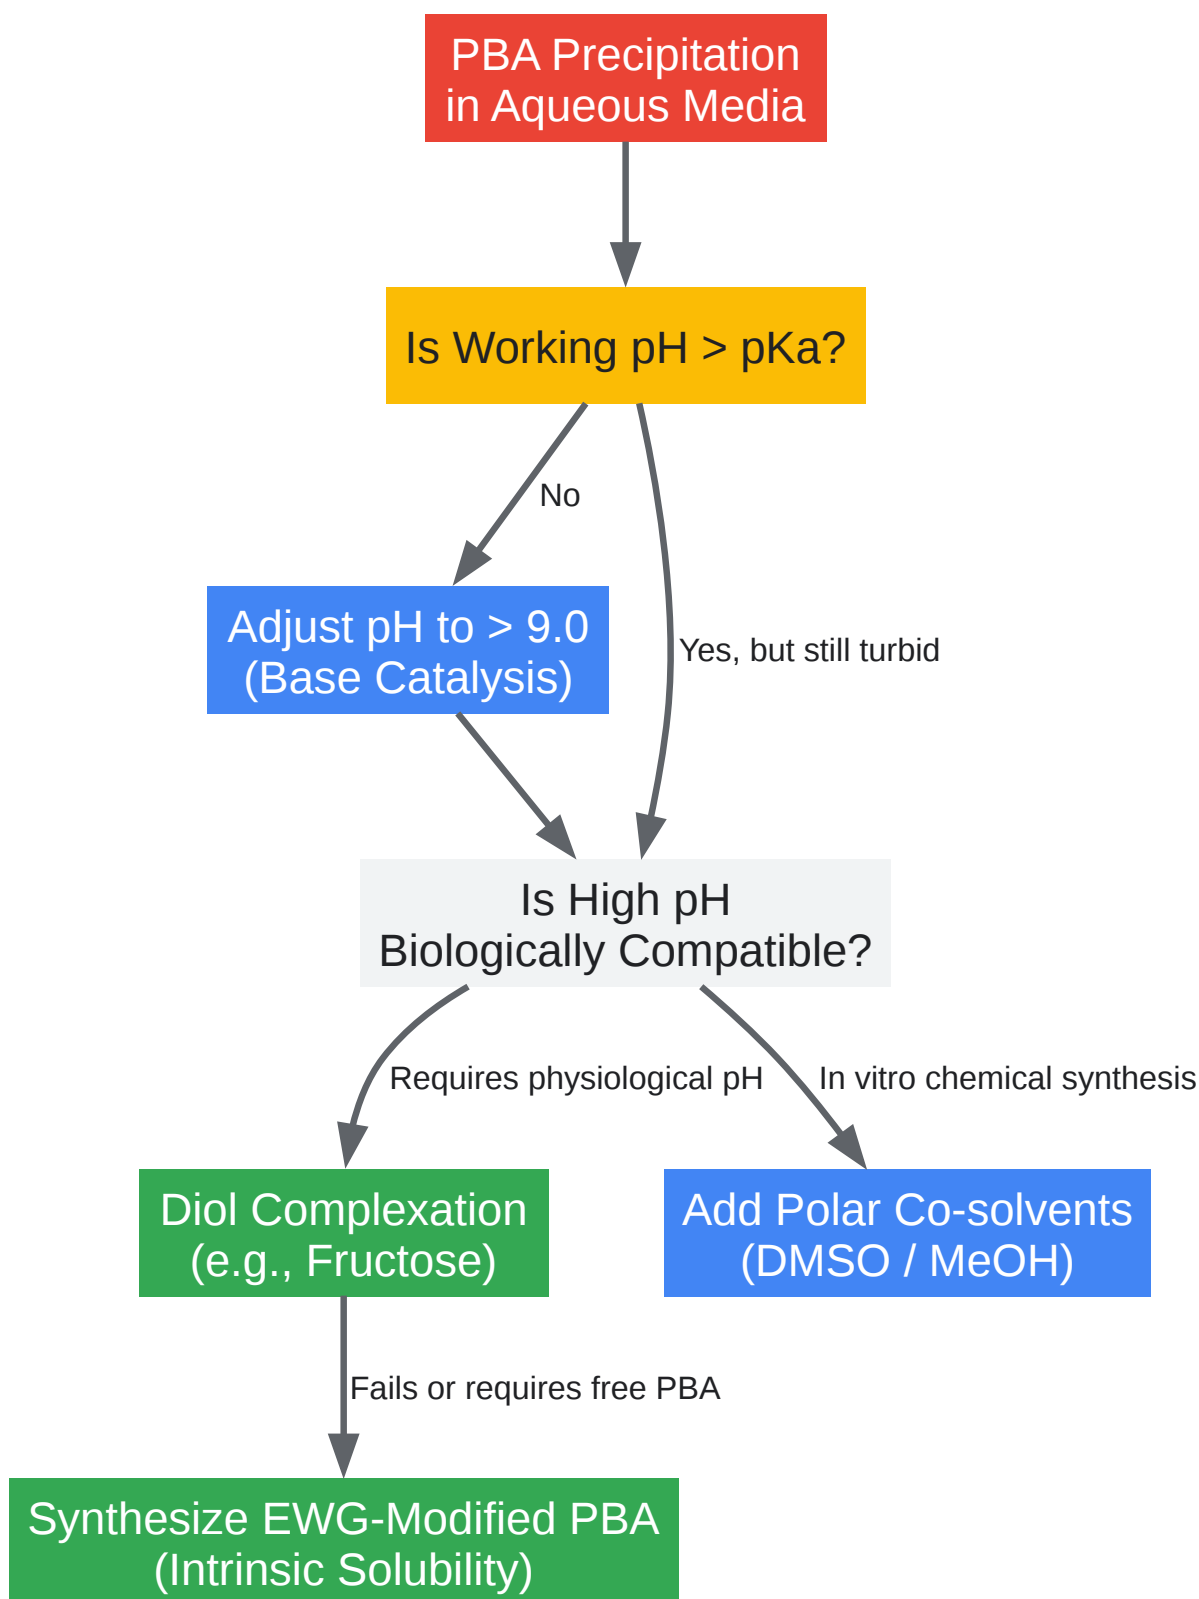 PBA Precipitation
in Aqueous Media
Is Working pH > pKa?
No
Adjust pH to > 9.0
(Base Catalysis)
Yes, but still turbid
Is High pH
Biologically Compatible?
Requires physiological pH
In vitro chemical synthesis
Diol Complexation
(e.g., Fructose)
Add Polar Co-solvents
(DMSO / MeOH)
Fails or requires free PBA
Synthesize EWG-Modified PBA
(Intrinsic Solubility)